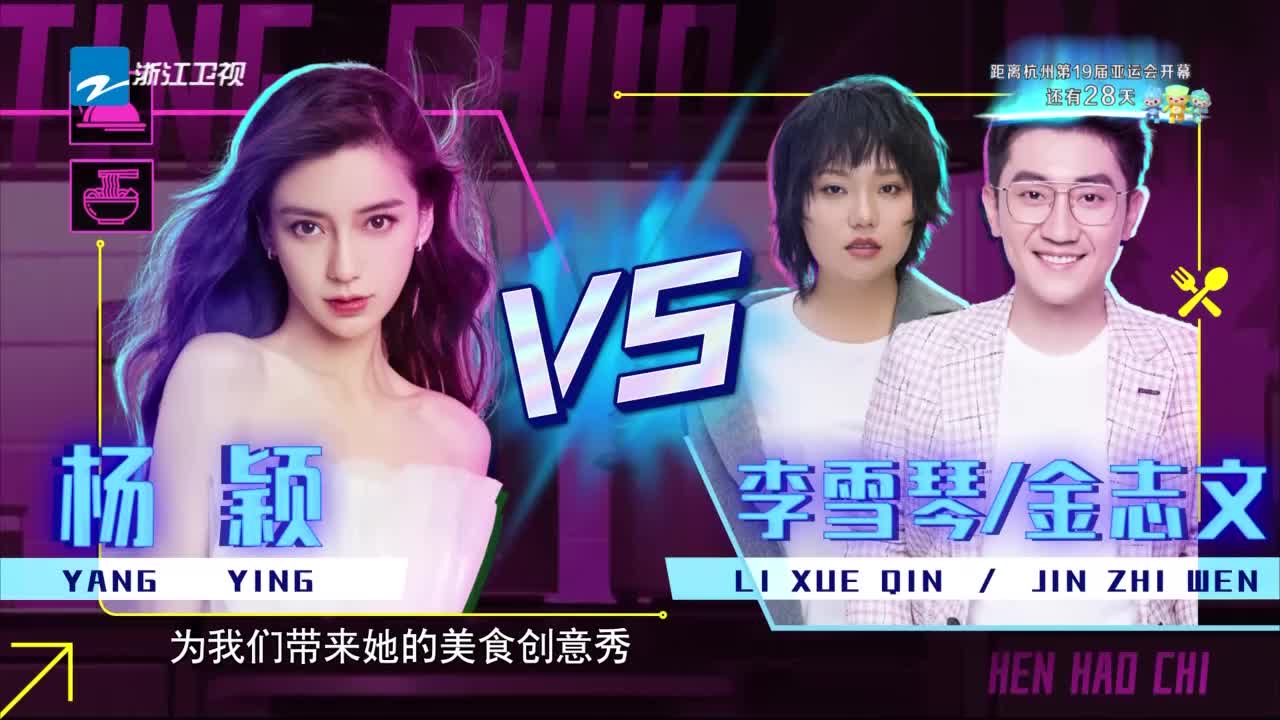 TING SHUO
浙江卫视
距离杭州第19届亚运会开幕
还有28天
VS
杨颖
YANG YING
李雪琴/金志文
LI XUE QIN / JIN ZHI WEN
为我们带来她的美食创意秀
HEN HAO CHI